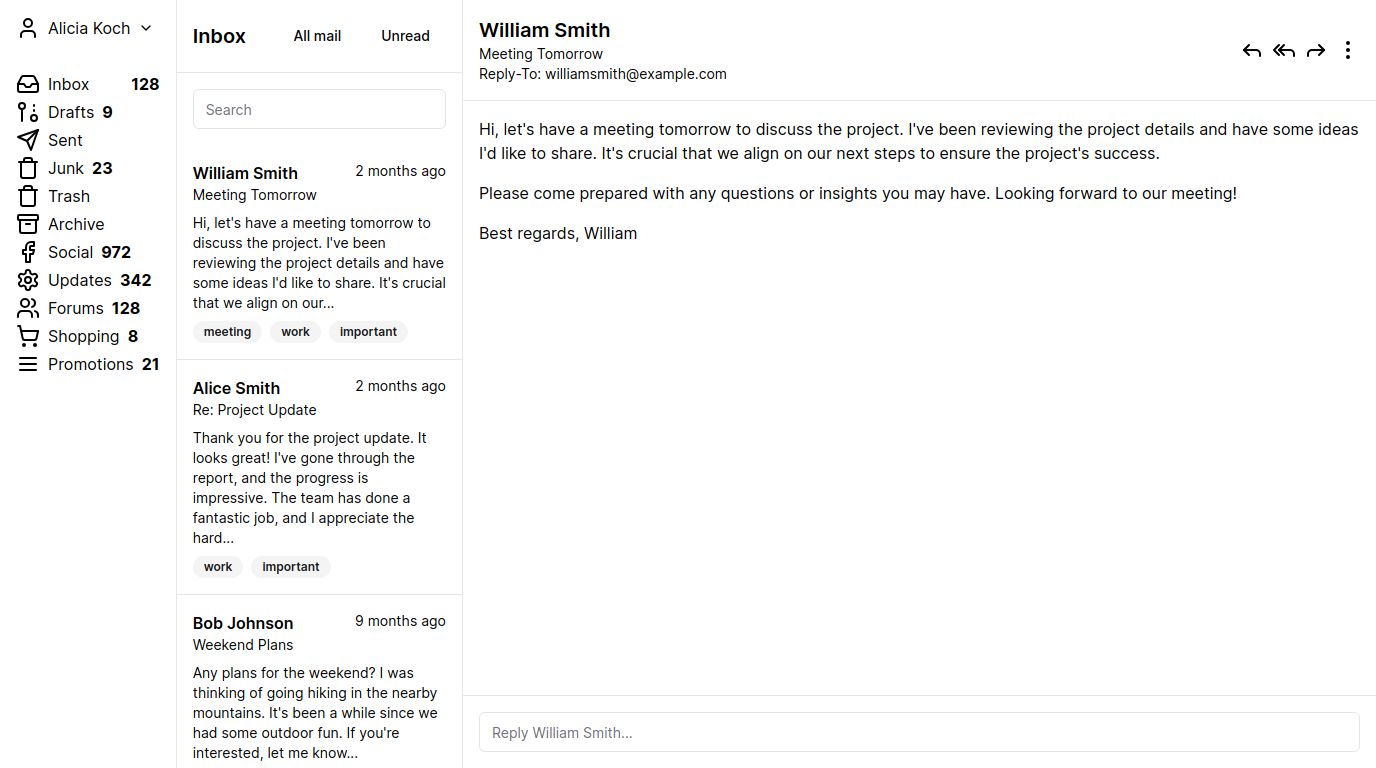 Alicia Koch
Inbox 128
Drafts 9
Sent
Junk 23
Trash
Archive
Social 972
Updates 342
Forums 128
Shopping 8
Promotions 21
Inbox All mail Unread
Search
William Smith 2 months ago
Meeting Tomorrow
Hi, let's have a meeting tomorrow to
discuss the project. I've been
reviewing the project details and have
some ideas I'd like to share. It's crucial
that we align on our...
meeting work important
Alice Smith 2 months ago
Re: Project Update
Thank you for the project update. It
looks great! I've gone through the
report, and the progress is
impressive. The team has done a
fantastic job, and I appreciate the
hard...
work important
Bob Johnson 9 months ago
Weekend Plans
Any plans for the weekend? I was
thinking of going hiking in the nearby
mountains. It's been a while since we
had some outdoor fun. If you're
interested, let me know...
William Smith
Meeting Tomorrow
Reply-To: williamsmith@example.com
Hi, let's have a meeting tomorrow to discuss the project. I've been reviewing the project details and have some ideas
I'd like to share. It's crucial that we align on our next steps to ensure the project's success.
Please come prepared with any questions or insights you may have. Looking forward to our meeting!
Best regards, William
Reply William Smith...